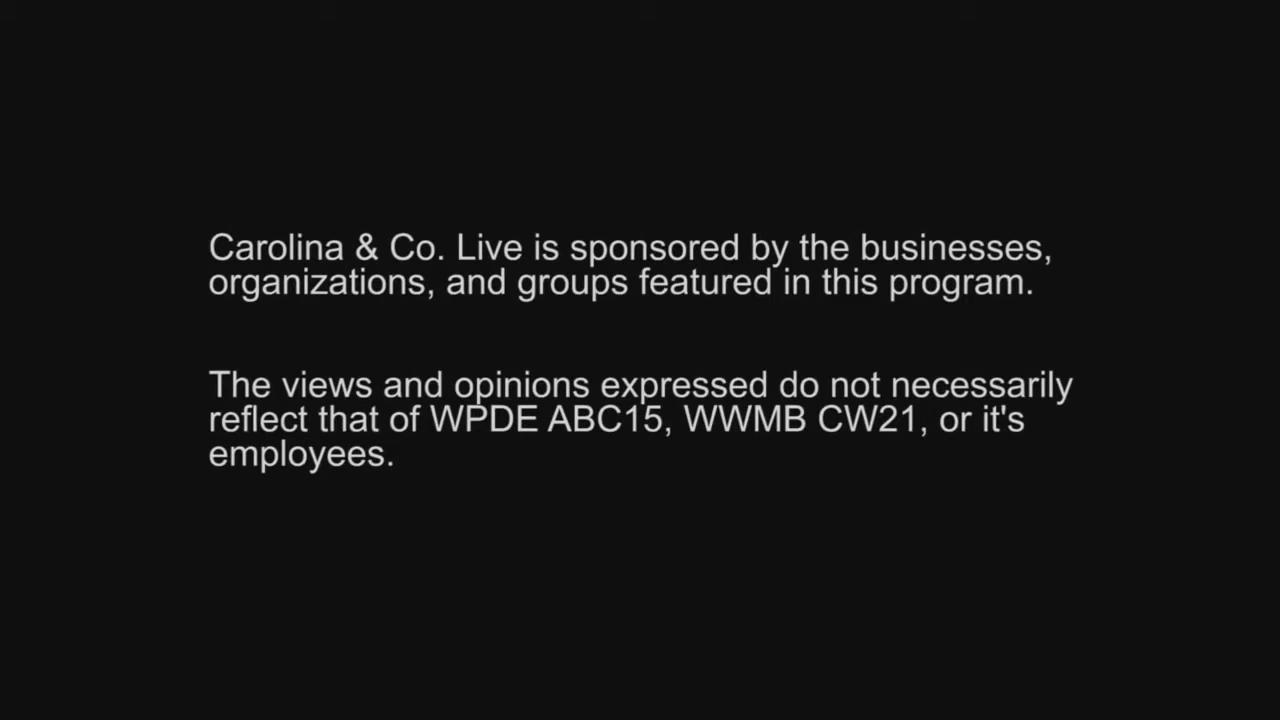 Carolina & Co. Live is sponsored by the businesses,
organizations, and groups featured in this program.
The views and opinions expressed do not necessarily
reflect that of WPDE ABC15, WWMB CW21, or it's
employees.